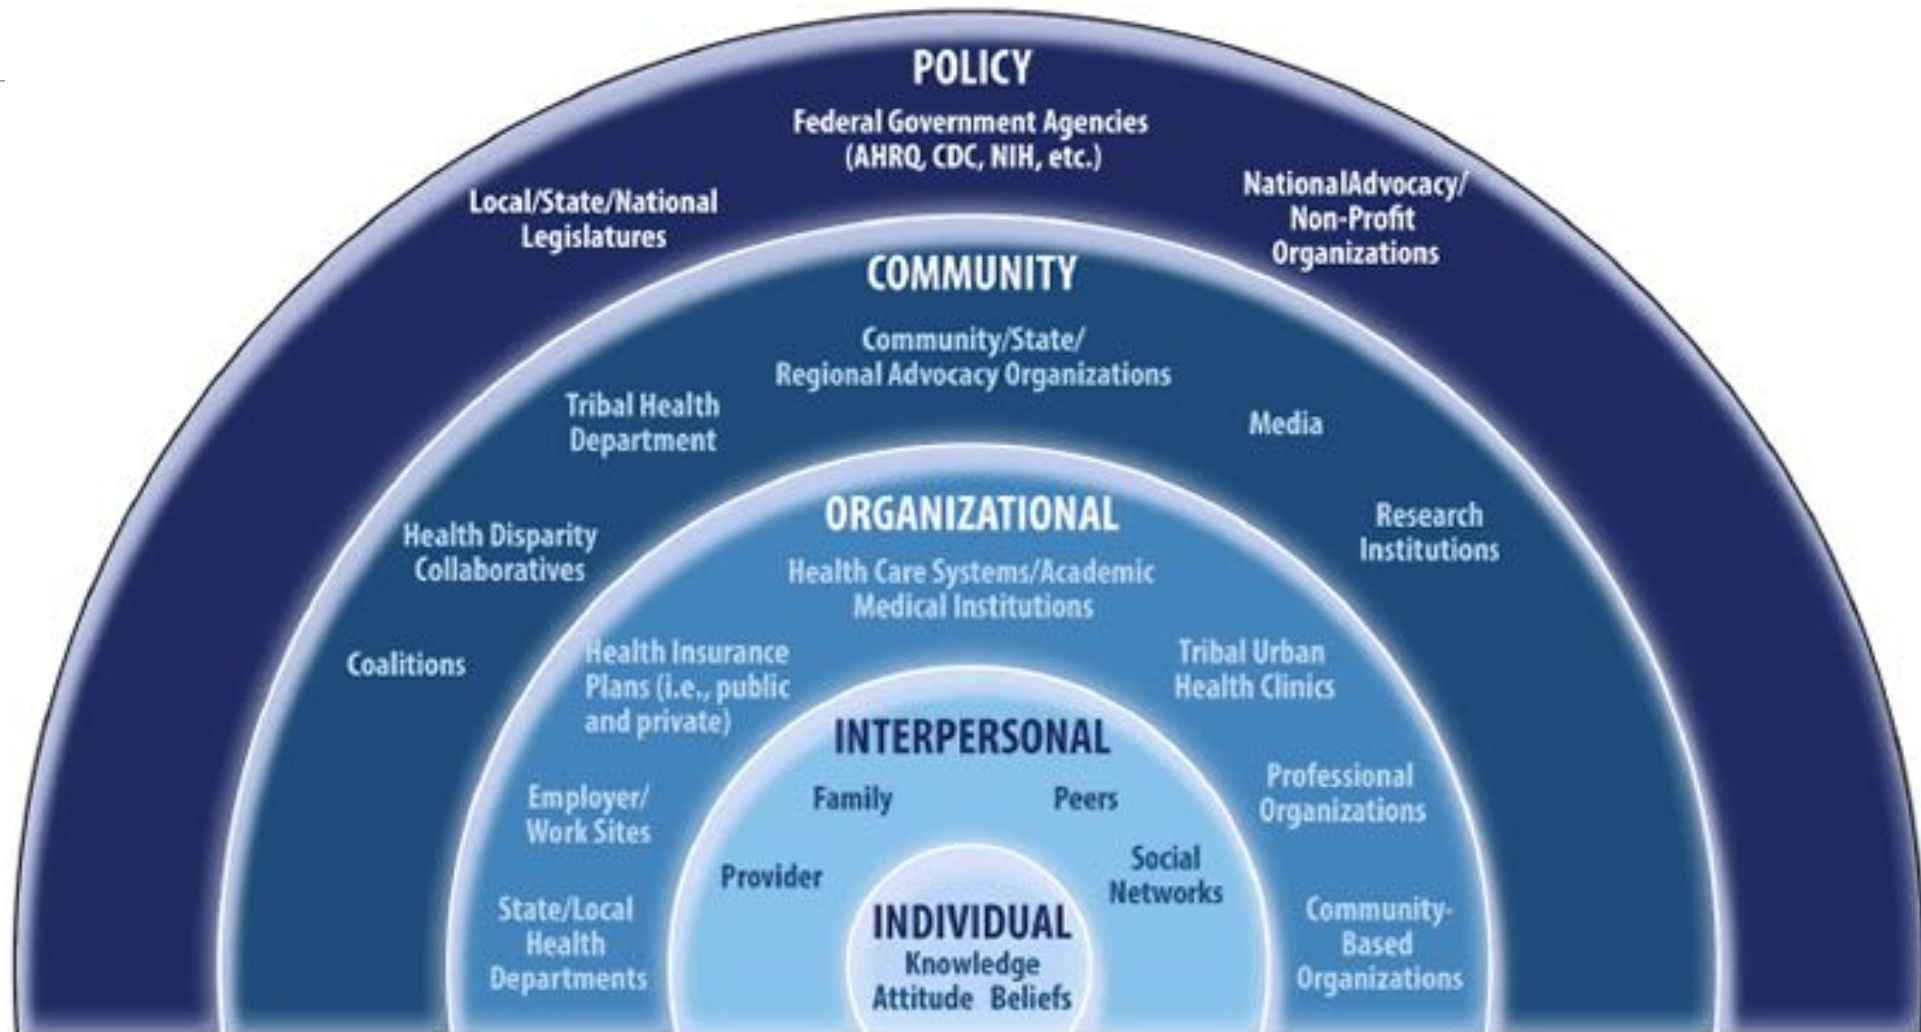 POLICY
Federal Government Agencies
(AHRQ, CDC, NIH, etc.)
Local/State/National
Legislatures
NationalAdvocacy/
Non-Profit
Organizations
COMMUNITY
Community/State/
Regional Advocacy Organizations
Tribal Health
Department
Media
Health Disparity
Collaboratives
Research
Institutions
Coalitions
ORGANIZATIONAL
Health Care Systems/Academic
Medical Institutions
Health Insurance
Plans (i.e., public
and private)
Tribal Urban
Health Clinics
Employer/
Work Sites
Professional
Organizations
State/Local
Health
Departments
Community-
Based
Organizations
INTERPERSONAL
Family
Peers
Provider
Social
Networks
INDIVIDUAL
Knowledge
Attitude Beliefs